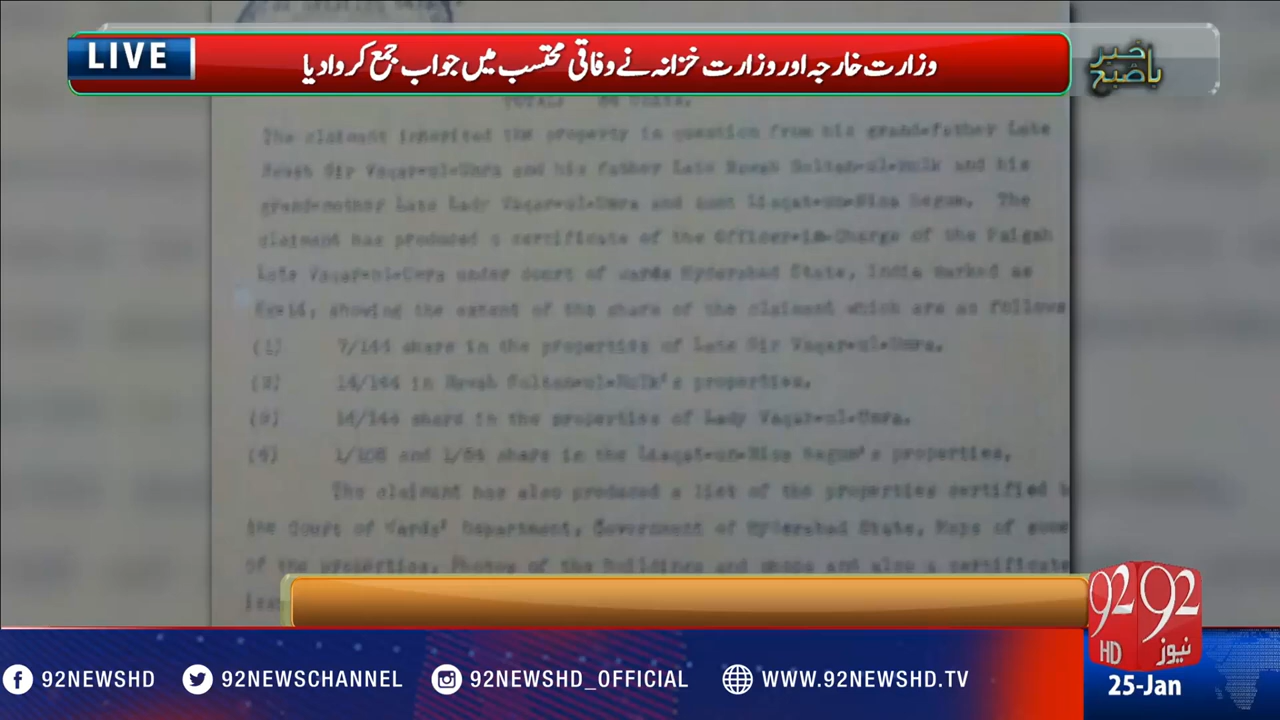 LIVE
وزارت خارجہ اور وزارت خزانہ نے وفاقی محتسب میں جواب جمع کروا دیا
باخبر صبح
The claimant inherited the property in question from his grand-father Late
Nawab Sir Vaqar-ul-Umra and his father Late Nawab Sultan-ul-Mulk and his
grand-mother Late Lady Vaqar-ul-Umra and aunt Liaqat-un-Nisa Begum. The
claimant has produced a certificate of the Officer-in-Charge of the Paigah
Late Vaqar-ul-Umra under court of wards Hyderabad State, India marked as
showing the extent of the share of the claimant which are as follows
(1) 7/144 share in the properties of Late Sir Vaqar-ul-Umra.
(2) 14/144 in Nawab Sultan-ul-Mulk's properties.
(3) share in the properties of Lady Vaqar-ul-Umra.
(4) and share in the Liaqat-un-Nisa Begum's properties.
The claimant has also produced a list of the properties certified
the Court of Wards' Department, Government of Hyderabad State, Maps of some
of the properties, Photos of the buildings and and also a certificate
92 92
HD نیوز
92NEWSHD 92NEWSCHANNEL 92NEWSHD_OFFICIAL WWW.92NEWSHD.TV
25-Jan